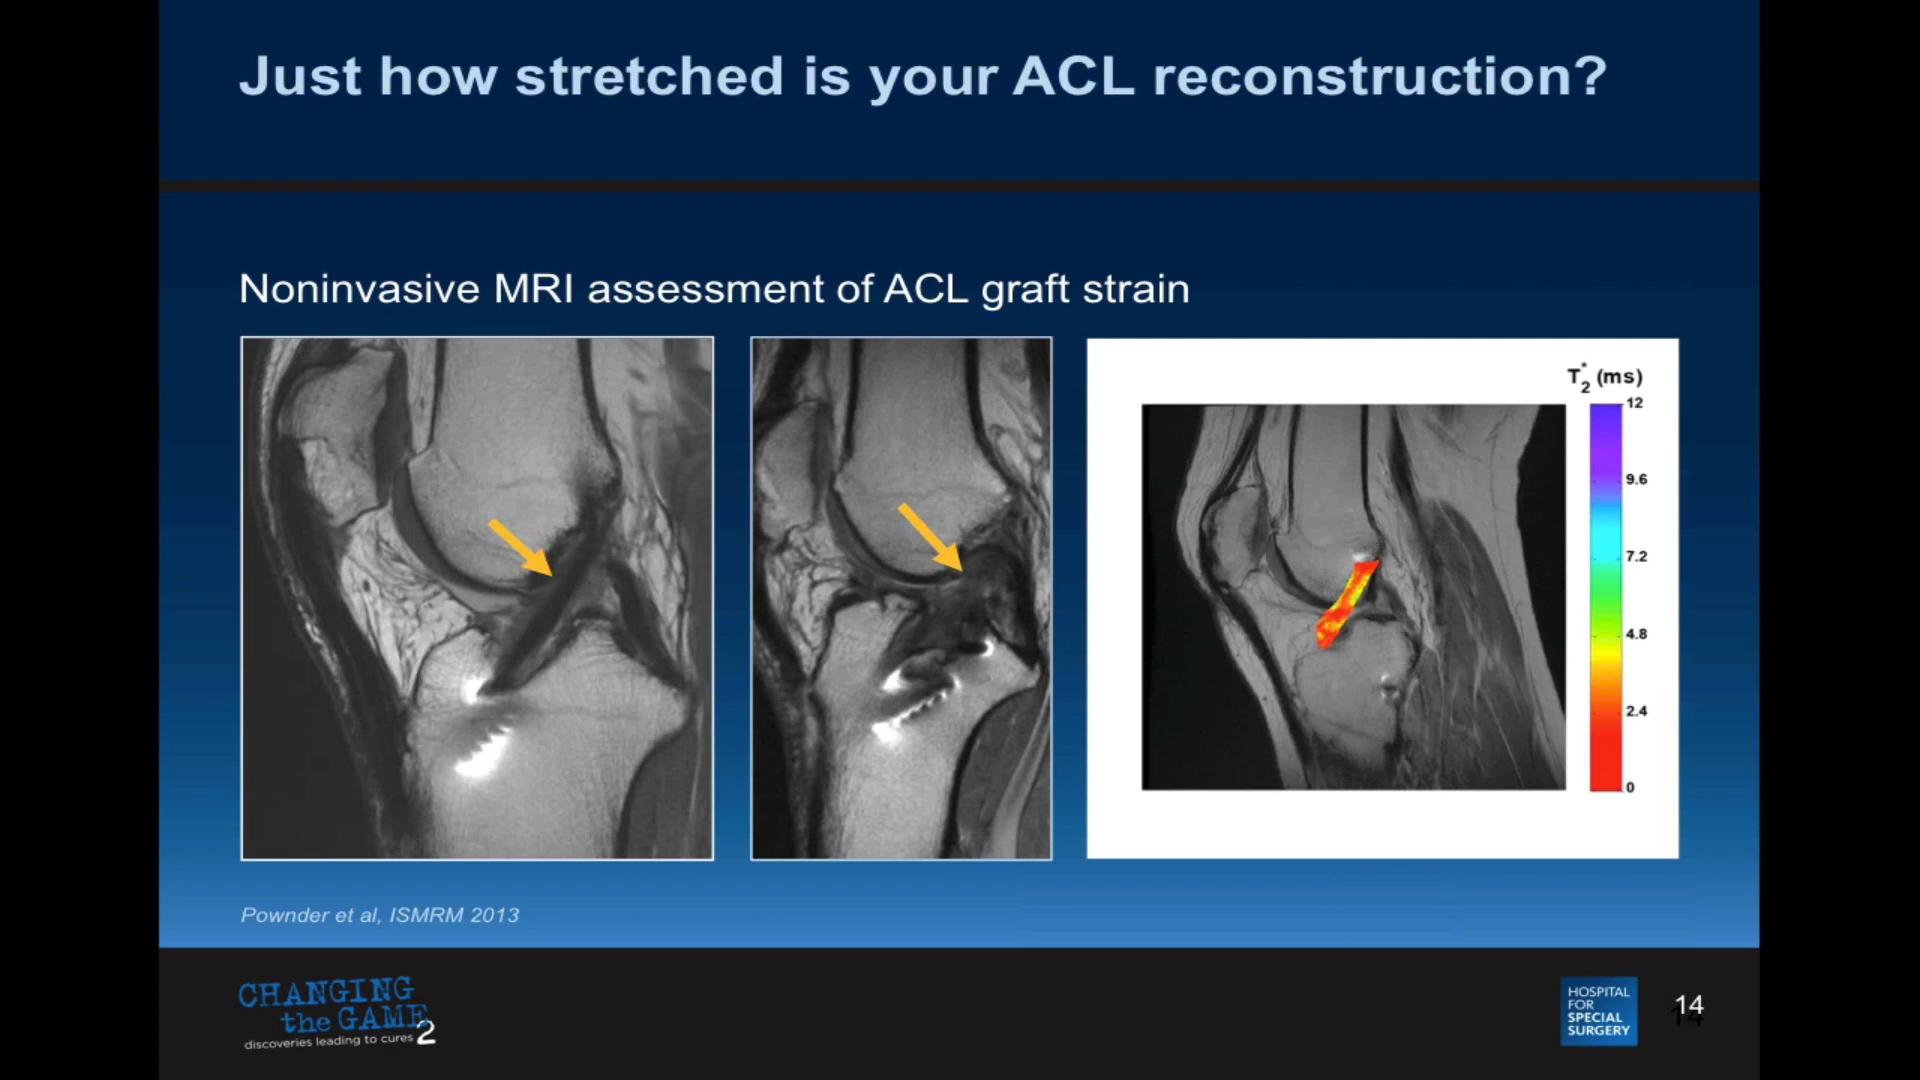 Just how stretched is your ACL reconstruction?
Noninvasive MRI assessment of ACL graft strain
T2* (ms)
12
9.6
7.2
4.8
2.4
0
Pownder et al, ISMRM 2013
CHANGING
the GAME
2
discoveries leading to cures
HOSPITAL
FOR
SPECIAL
SURGERY
14
14